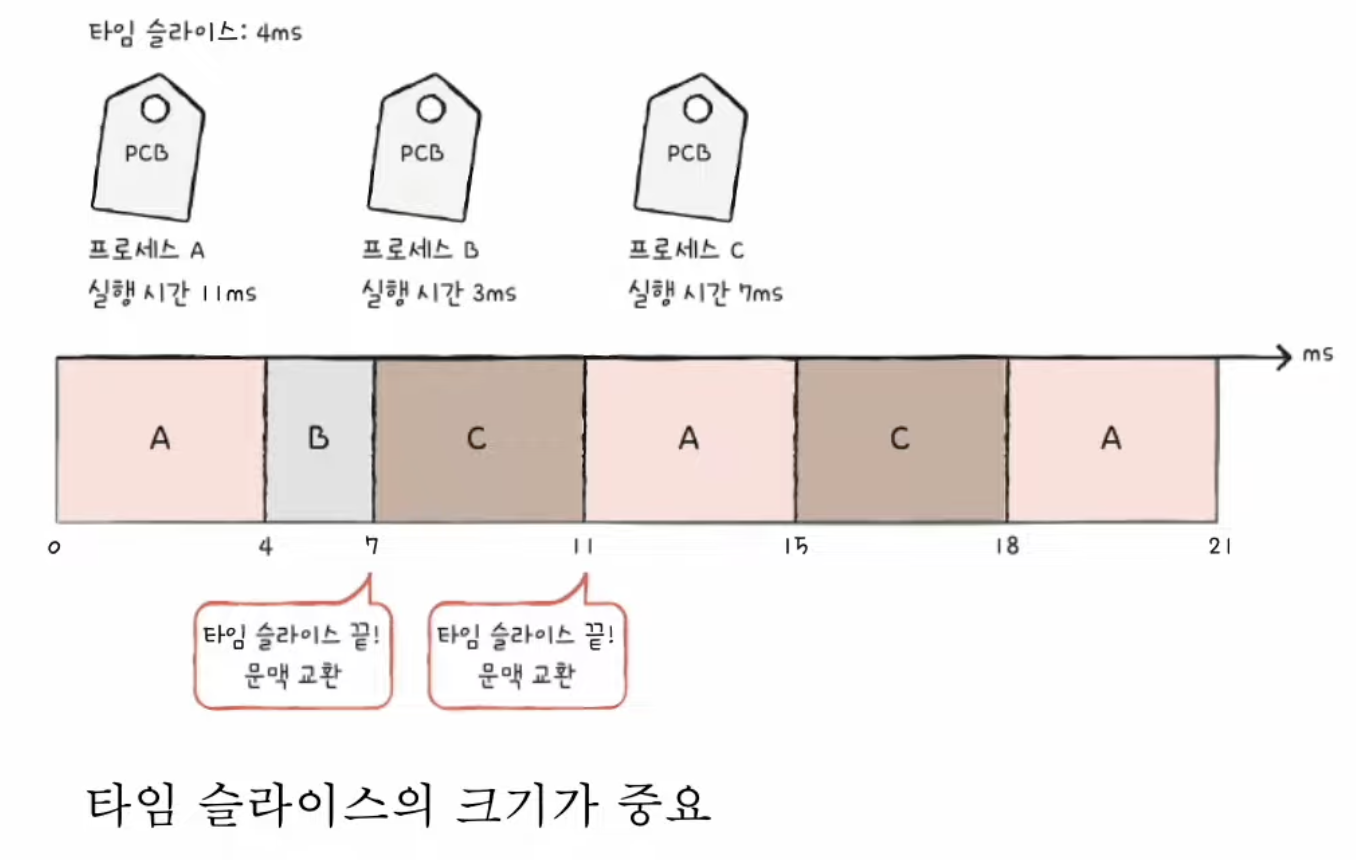 타임 슬라이스: 4ms
PCB
PCB
PCB
프로세스 A
실행 시간 11ms
프로세스 B
실행 시간 3ms
프로세스 C
실행 시간 7ms
ms
A
B
C
A
C
A
0
4
7
11
15
18
21
타임 슬라이스 끝!
문맥 교환
타임 슬라이스 끝!
문맥 교환
타임 슬라이스의 크기가 중요